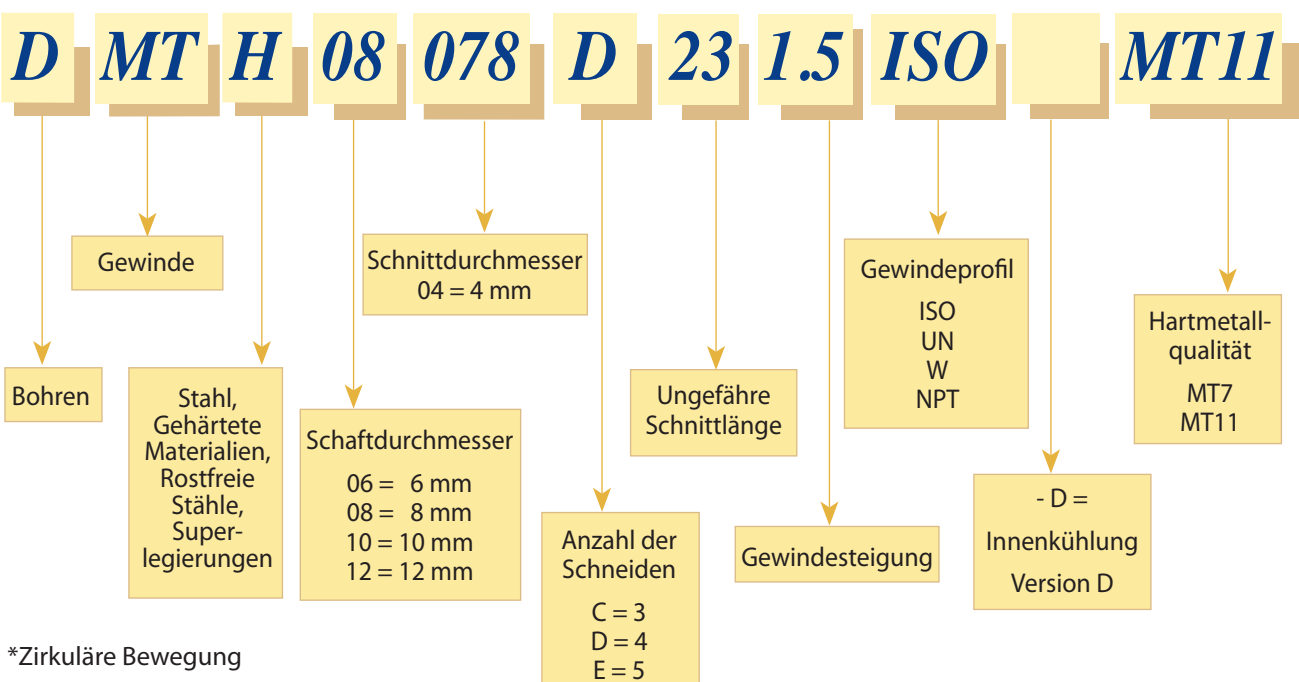 D MT H 08 078 D 23 1.5 ISO MT11
Gewinde
Schnittdurchmesser
04 = 4 mm
Gewindeprofil
ISO
UN
W
NPT
Hartmetall-
qualität
MT7
MT11
Bohren
Stahl,
Gehärtete
Materialien,
Rostfreie
Stähle,
Super-
legierungen
Schaftdurchmesser
06 = 6 mm
08 = 8 mm
10 = 10 mm
12 = 12 mm
Ungefähre
Schnittlänge
Anzahl der
Schneiden
C = 3
D = 4
E = 5
Gewindesteigung
- D =
Innenkühlung
Version D
*Zirkuläre Bewegung